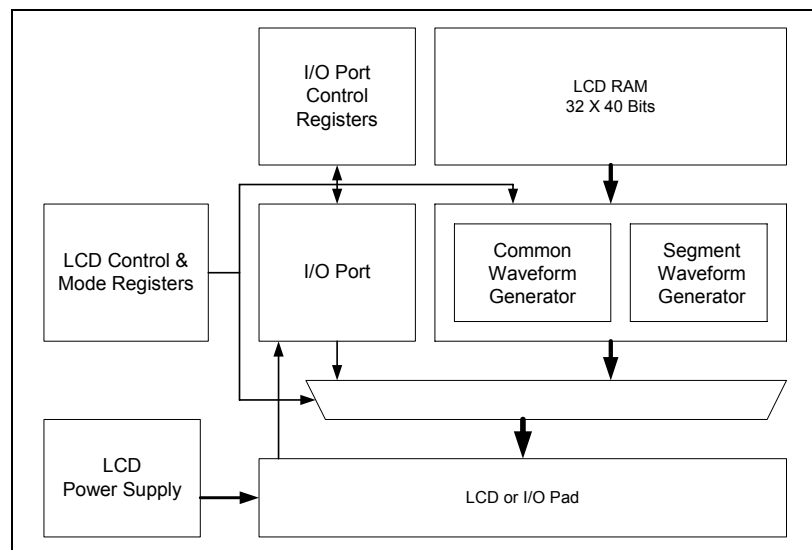 I/O Port
Control
Registers
LCD RAM
32 X 40 Bits
LCD Control &
Mode Registers
I/O Port
Common
Waveform
Generator
Segment
Waveform
Generator
LCD
Power Supply
LCD or I/O Pad